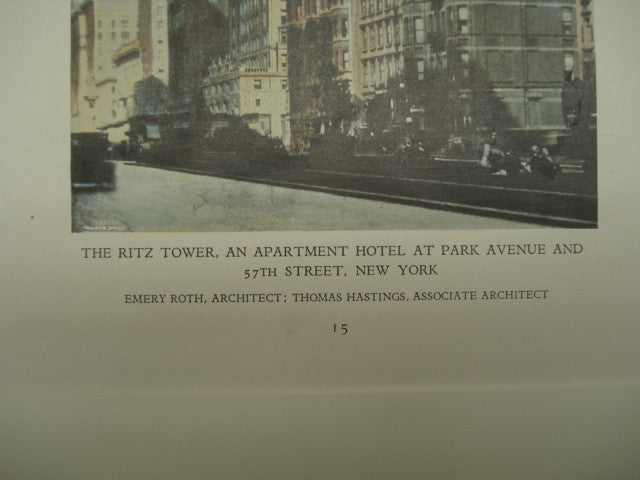 THE RITZ TOWER, AN APARTMENT HOTEL AT PARK AVENUE AND
57TH STREET, NEW YORK
EMERY ROTH, ARCHITECT; THOMAS HASTINGS, ASSOCIATE ARCHITECT
15